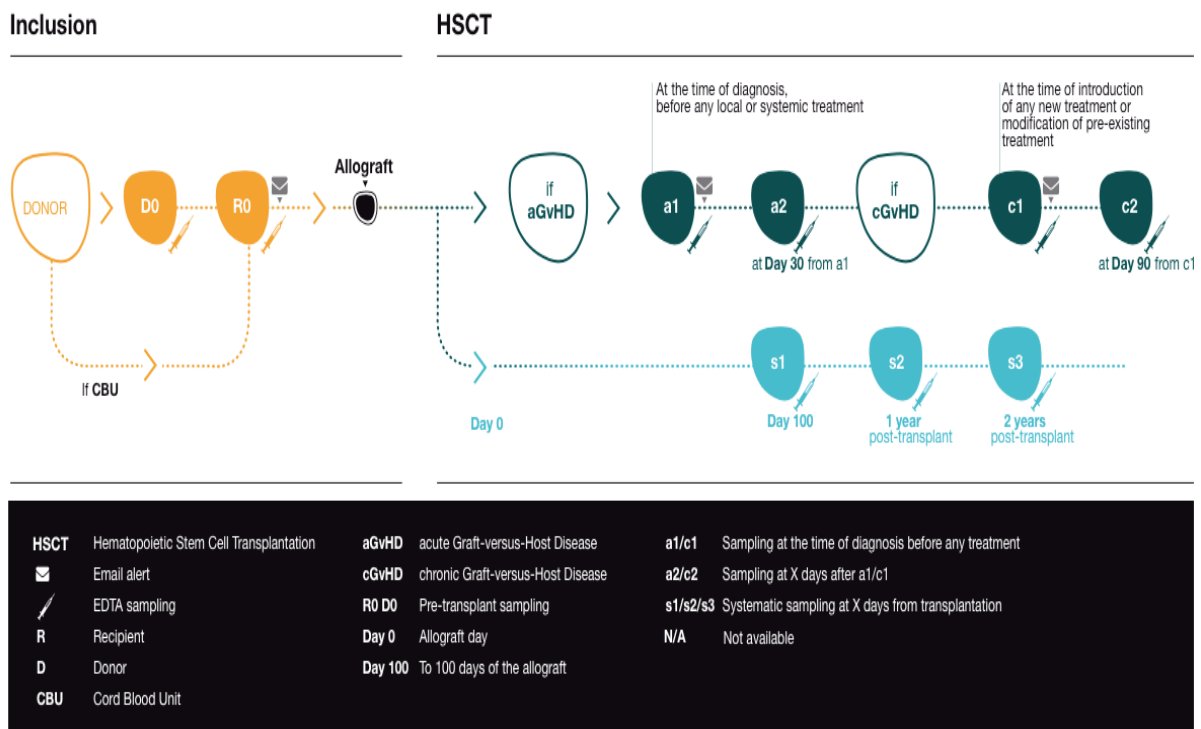 Inclusion
HSCT
At the time of diagnosis,
before any local or systemic treatment
At the time of introduction
of any new treatment or
modification of pre-existing
treatment
Allograft
DONOR
D0
R0
if
aGvHD
a1
a2
if
cGvHD
c1
c2
at Day 30 from a1
at Day 90 from c1
If CBU
s1
s2
s3
Day 0
Day 100
1 year
post-transplant
2 years
post-transplant
HSCT Hematopoietic Stem Cell Transplantation
Email alert
EDTA sampling
R Recipient
D Donor
CBU Cord Blood Unit
aGvHD acute Graft-versus-Host Disease
cGvHD chronic Graft-versus-Host Disease
R0 D0 Pre-transplant sampling
Day 0 Allograft day
Day 100 To 100 days of the allograft
a1/c1 Sampling at the time of diagnosis before any treatment
a2/c2 Sampling at X days after a1/c1
s1/s2/s3 Systematic sampling at X days from transplantation
N/A Not available